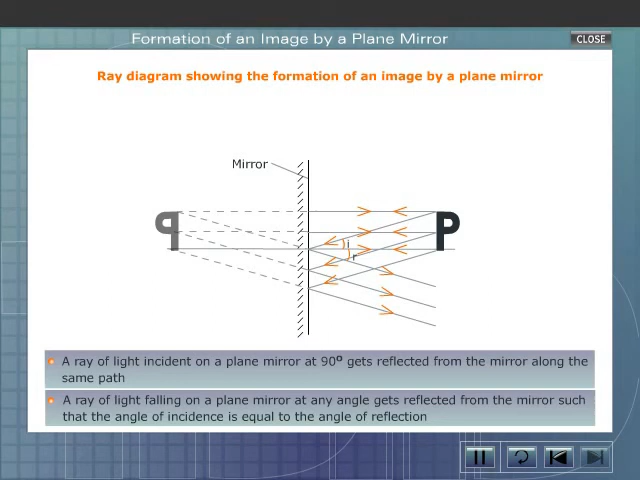 Formation of an Image by a Plane Mirror
CLOSE
Ray diagram showing the formation of an image by a plane mirror
Mirror
P
P
i
r
A ray of light incident on a plane mirror at 90° gets reflected from the mirror along the
same path
A ray of light falling on a plane mirror at any angle gets reflected from the mirror such
that the angle of incidence is equal to the angle of reflection